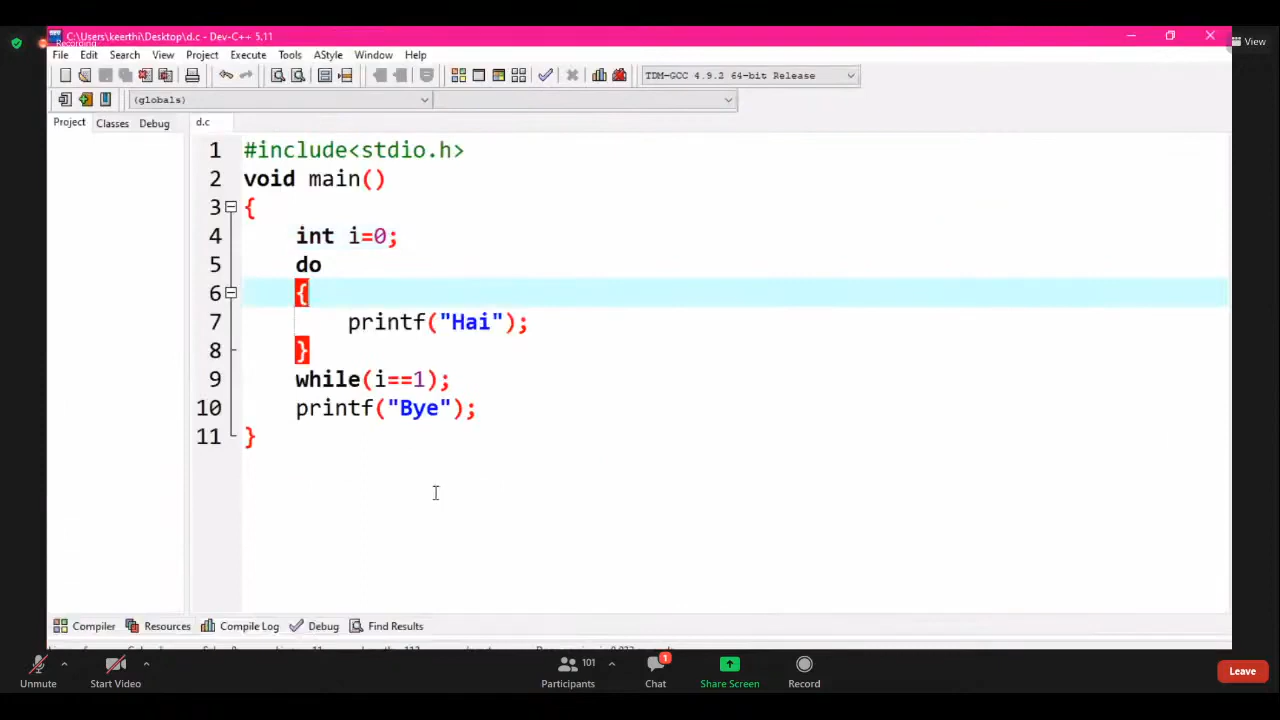 C:\Users\keerthi\Desktop\d.c - Dev-C++ 5.11
Recording
View
File Edit Search View Project Execute Tools AStyle Window Help
TDM-GCC 4.9.2 64-bit Release
(globals)
Project Classes Debug d.c
1 #include<stdio.h>
2 void main()
3 {
4 int i=0;
5 do
6 {
7 printf("Hai");
8 }
9 while(i==1);
10 printf("Bye");
11 }
Compiler Resources Compile Log Debug Find Results
101
1
Unmute Start Video Participants Chat Share Screen Record Leave